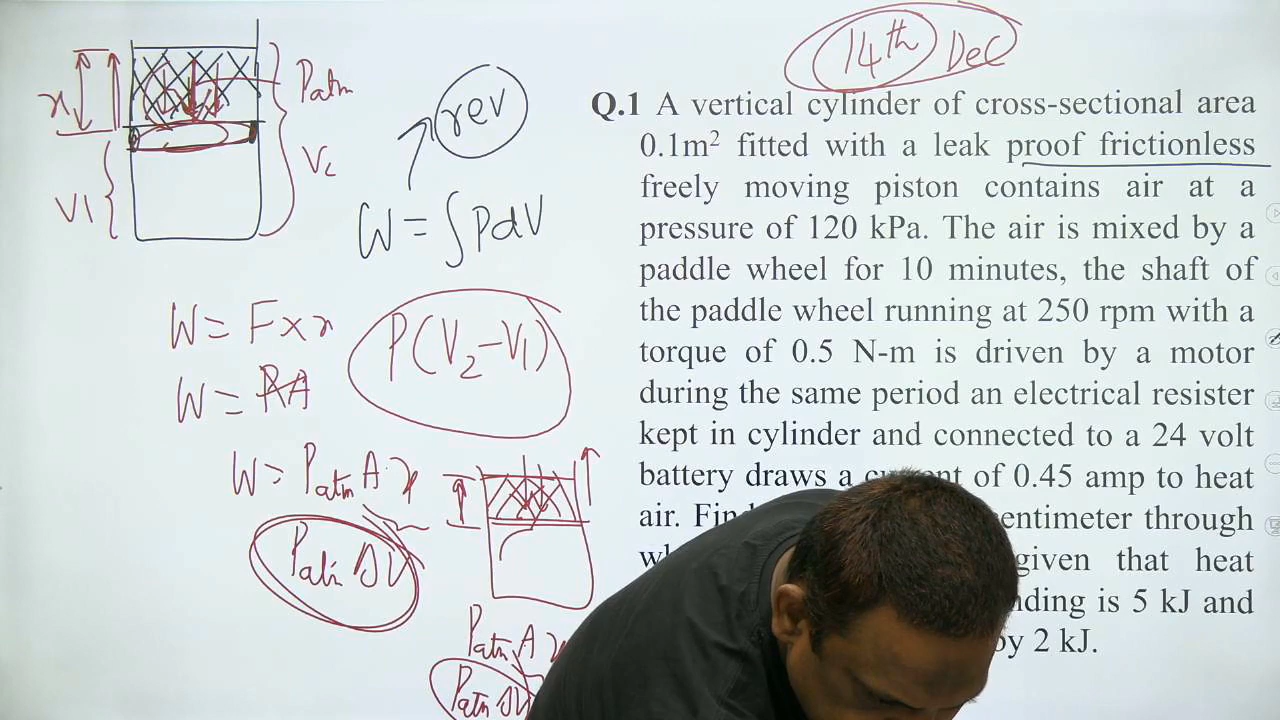 14th Dec
Q.1 A vertical cylinder of cross-sectional area
0.1m² fitted with a leak proof frictionless
freely moving piston contains air at a
pressure of 120 kPa. The air is mixed by a
paddle wheel for 10 minutes, the shaft of
the paddle wheel running at 250 rpm with a
torque of 0.5 N-m is driven by a motor
during the same period an electrical resister
kept in cylinder and connected to a 24 volt
battery draws a current of 0.45 amp to heat
air. Find centimeter through
given that heat
is 5 kJ and
by 2 kJ.
x
Patm
V1
V2
rev
W = ∫PdV
W = F × x
P(V2 – V1)
W = PA
W = Patm A x
Patm ΔV
Patm A x
Patm ΔV